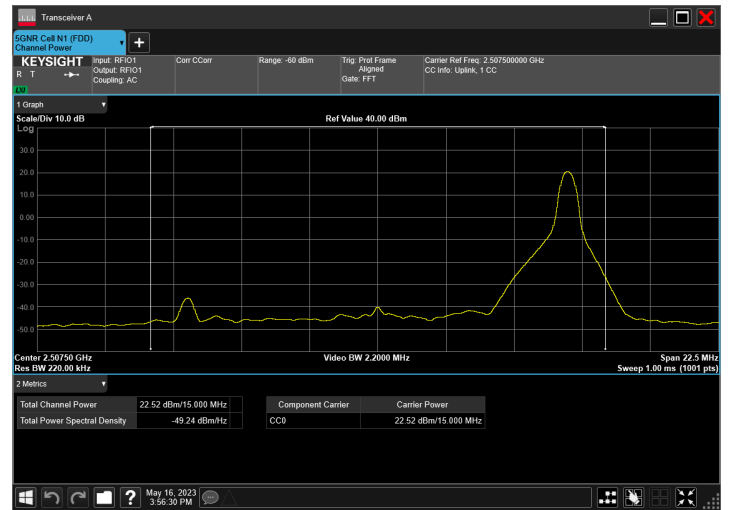 Transceiver A
5GNR Cell N1 (FDD)
Channel Power
KEYSIGHT
R T
LXI
Input: RFIO1
Output: RFIO1
Coupling: AC
Corr CCorr
Range: -60 dBm
Trig: Prot Frame
Aligned
Gate: FFT
Carrier Ref Freq: 2.507500000 GHz
CC Info: Uplink, 1 CC
1 Graph
Scale/Div 10.0 dB
Ref Value 40.00 dBm
Log
30.0
20.0
10.0
0.00
-10.0
-20.0
-30.0
-40.0
-50.0
Center 2.50750 GHz
Video BW 2.2000 MHz
Span 22.5 MHz
Res BW 220.00 kHz
Sweep 1.00 ms (1001 pts)
2 Metrics
Total Channel Power 22.52 dBm/15.000 MHz
Total Power Spectral Density -49.24 dBm/Hz
Component Carrier Carrier Power
CC0 22.52 dBm/15.000 MHz
?
May 16, 2023
3:56:30 PM